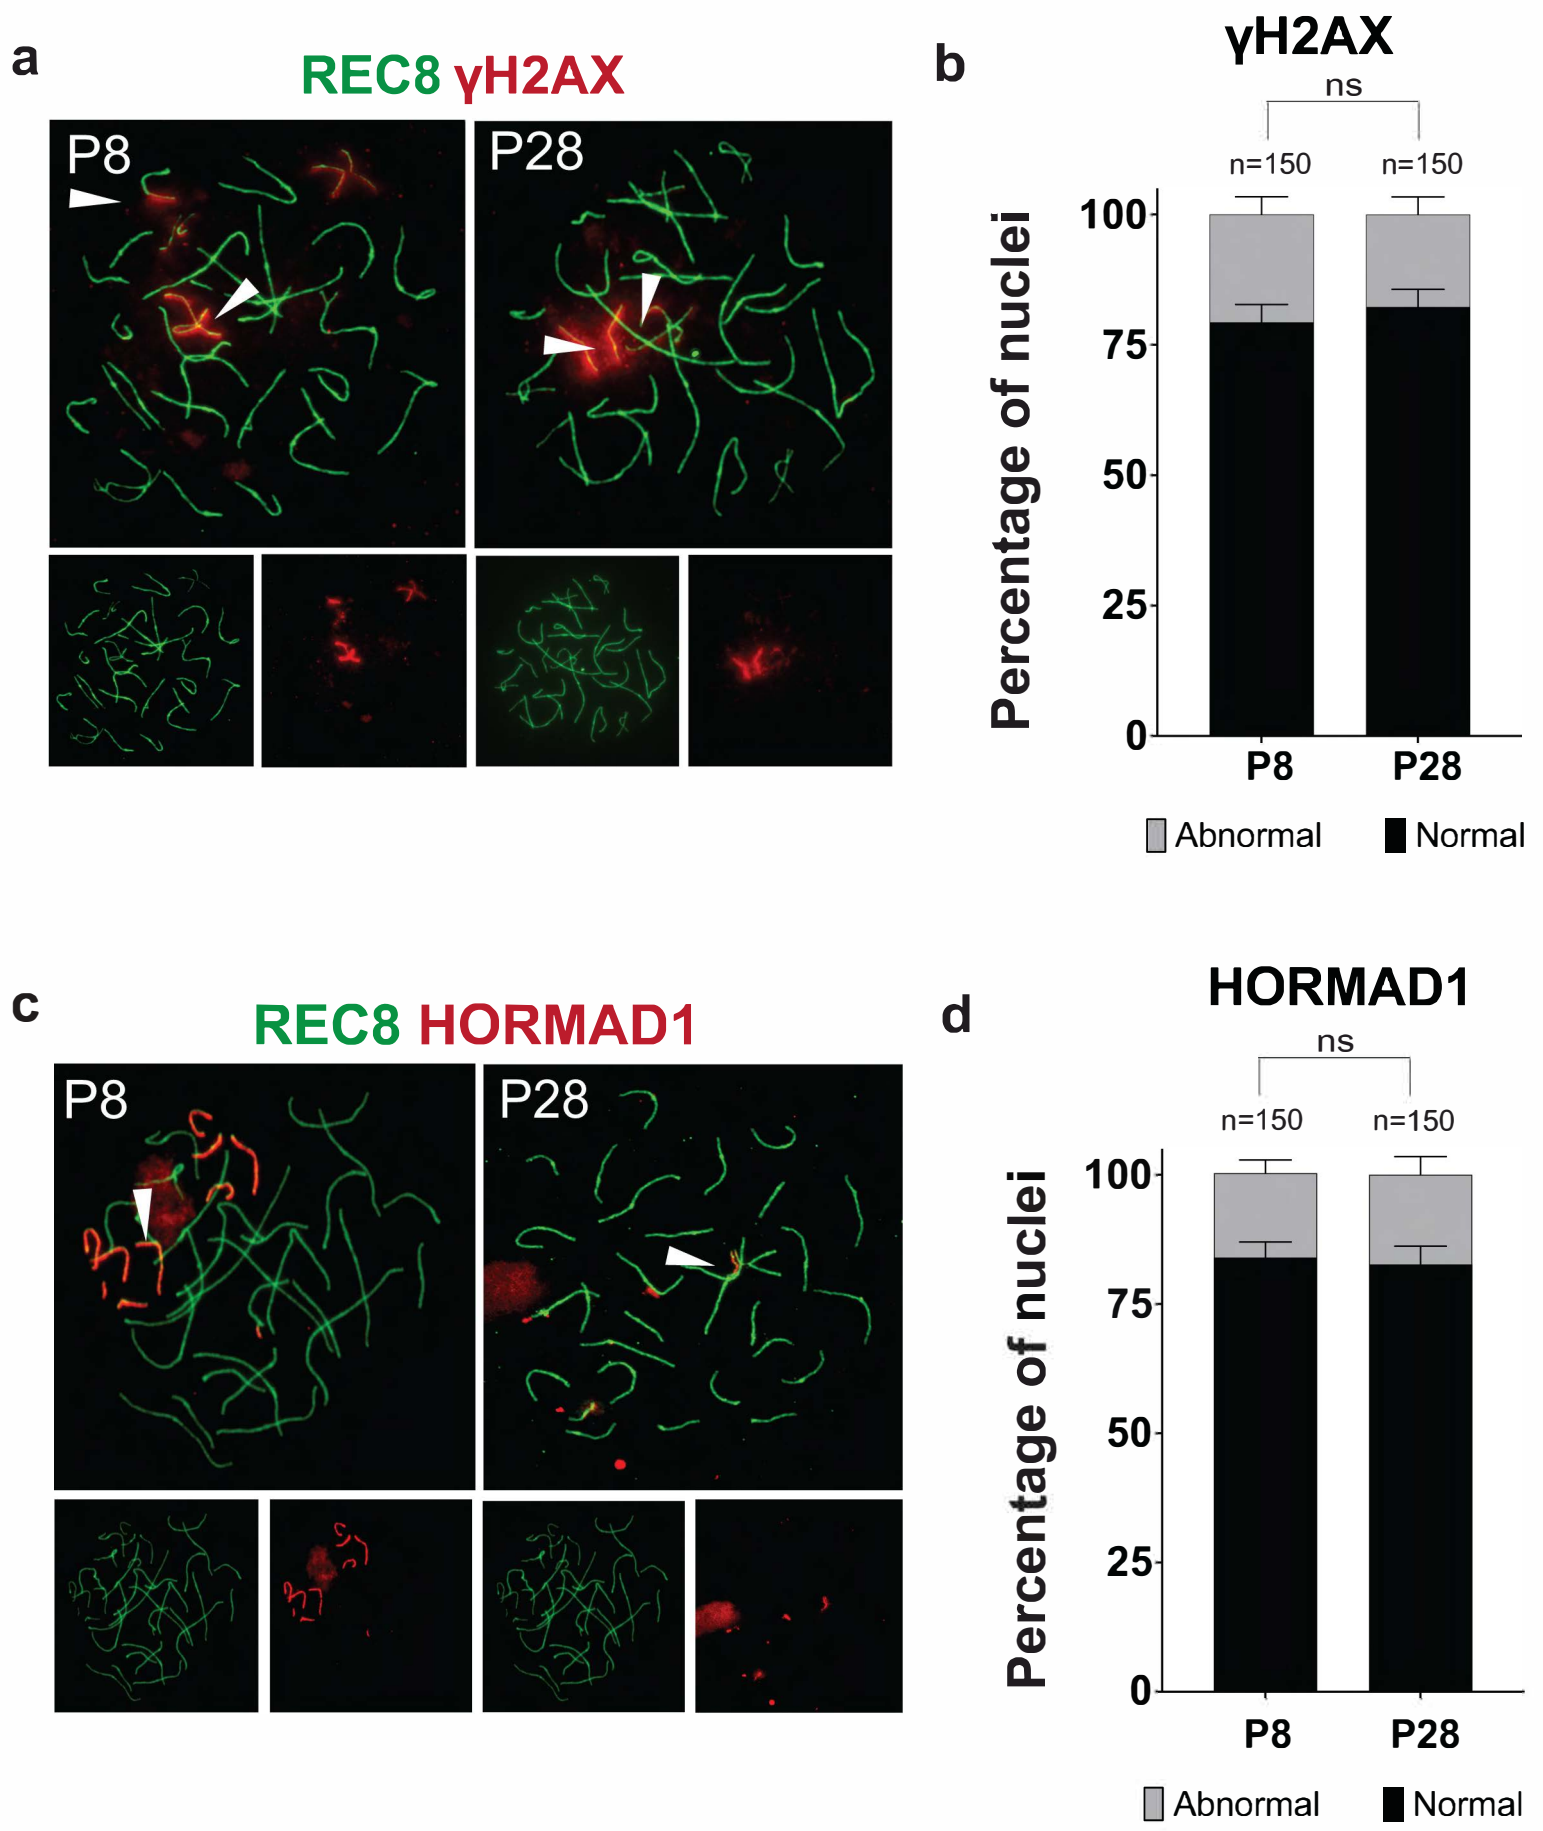 a
REC8 γH2AX
P8
P28
b
γH2AX
ns
n=150 n=150
Percentage of nuclei
100
75
50
25
0
P8 P28
Abnormal Normal
c
REC8 HORMAD1
P8
P28
d
HORMAD1
ns
n=150 n=150
Percentage of nuclei
100
75
50
25
0
P8 P28
Abnormal Normal